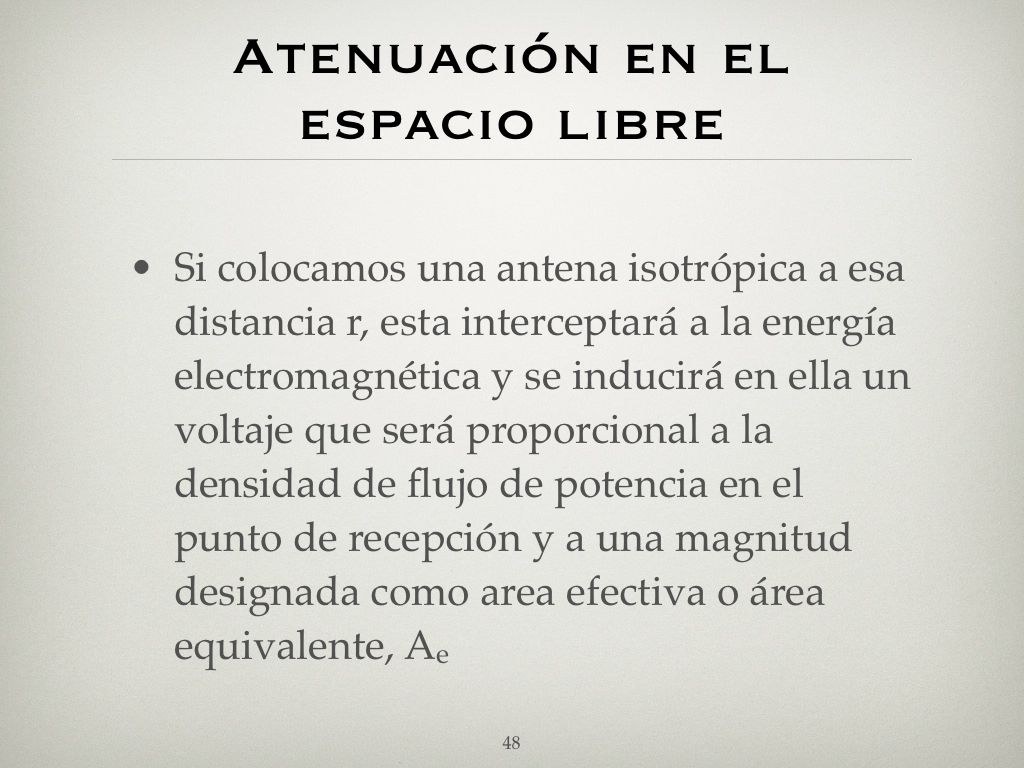 Atenuación en el
espacio libre
• Si colocamos una antena isotrópica a esa
distancia r, esta interceptará a la energía
electromagnética y se inducirá en ella un
voltaje que será proporcional a la
densidad de flujo de potencia en el
punto de recepción y a una magnitud
designada como area efectiva o área
equivalente, Aₑ
48